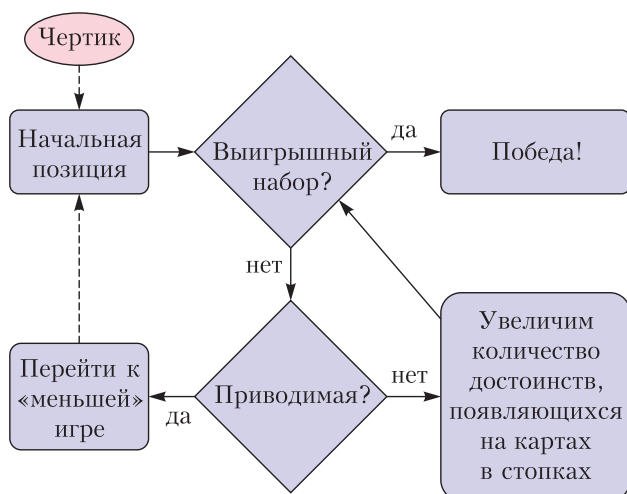 Чертик
Начальная
позиция
Выигрышный
набор?
да
Победа!
нет
Приводимая?
нет
Увеличим
количество
достоинств,
появляющихся
на картах
в стопках
да
Перейти к
«меньшей»
игре